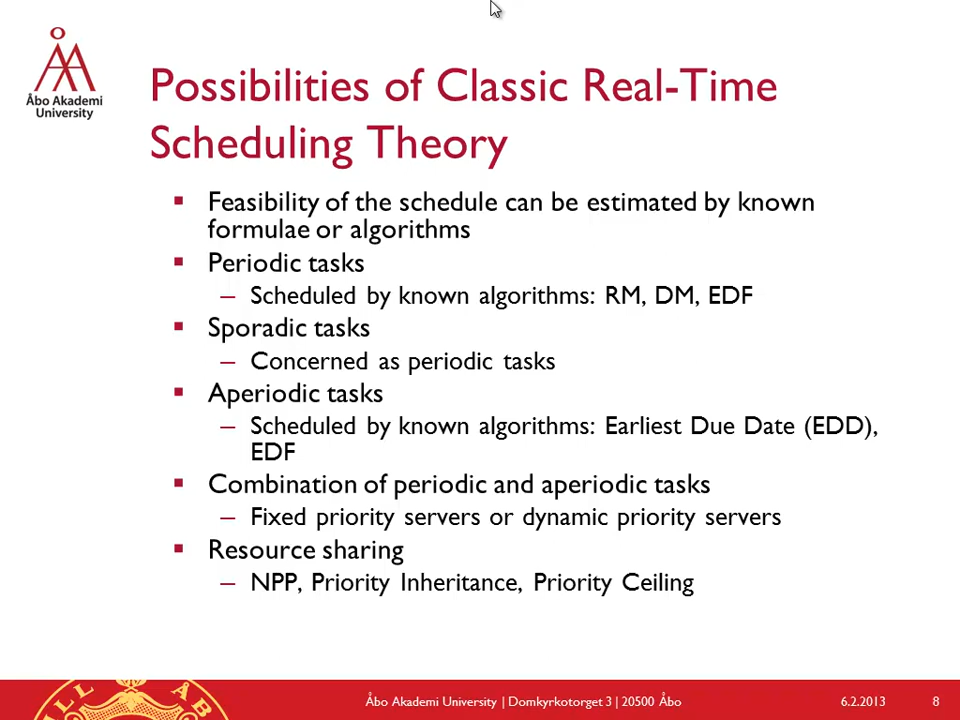 Åbo Akademi
University
Possibilities of Classic Real-Time
Scheduling Theory
▪ Feasibility of the schedule can be estimated by known
formulae or algorithms
▪ Periodic tasks
– Scheduled by known algorithms: RM, DM, EDF
▪ Sporadic tasks
– Concerned as periodic tasks
▪ Aperiodic tasks
– Scheduled by known algorithms: Earliest Due Date (EDD),
EDF
▪ Combination of periodic and aperiodic tasks
– Fixed priority servers or dynamic priority servers
▪ Resource sharing
– NPP, Priority Inheritance, Priority Ceiling
Åbo Akademi University | Domkyrkotorget 3 | 20500 Åbo
6.2.2013
8